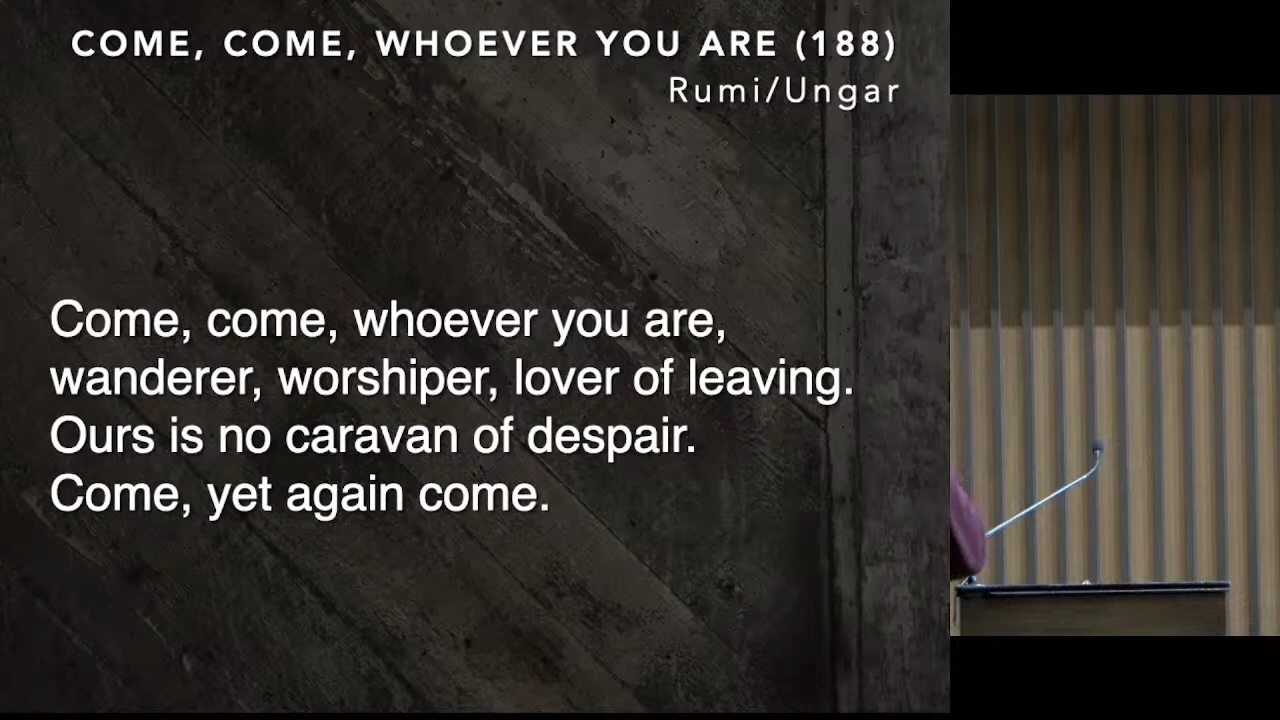 COME, COME, WHOEVER YOU ARE (188)
Rumi/Ungar
Come, come, whoever you are,
wanderer, worshiper, lover of leaving.
Ours is no caravan of despair.
Come, yet again come.